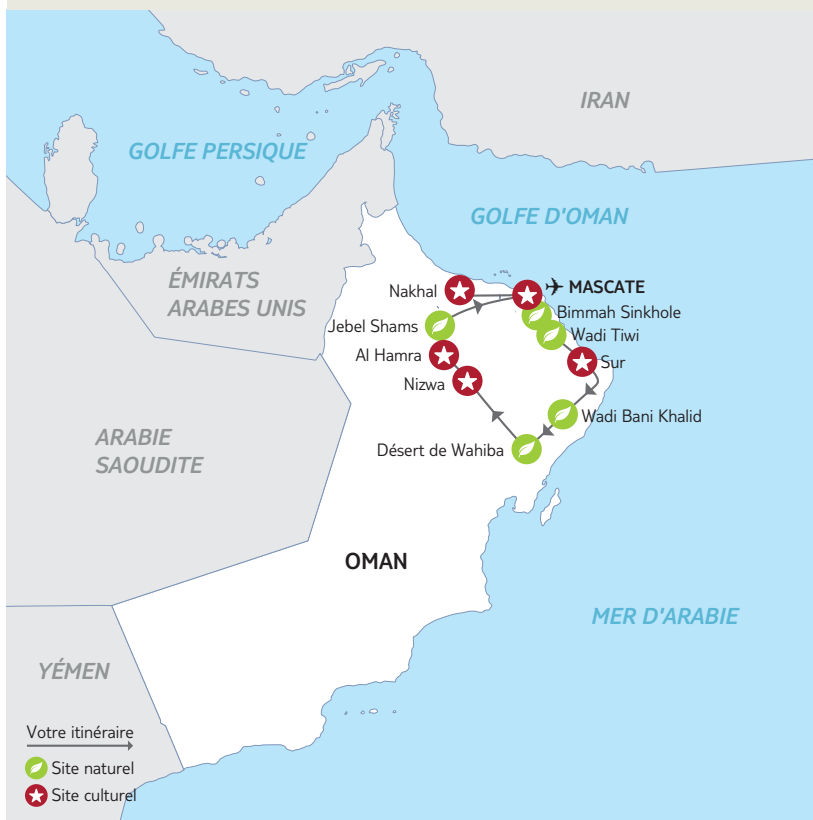 IRAN
GOLFE PERSIQUE
GOLFE D'OMAN
ÉMIRATS
ARABES UNIS
Nakhal
MASCATE
Bimmah Sinkhole
Jebel Shams
Wadi Tiwi
Al Hamra
Sur
Nizwa
Wadi Bani Khalid
ARABIE
SAOUDITE
Désert de Wahiba
OMAN
MER D'ARABIE
YÉMEN
Votre itinéraire
Site naturel
Site culturel